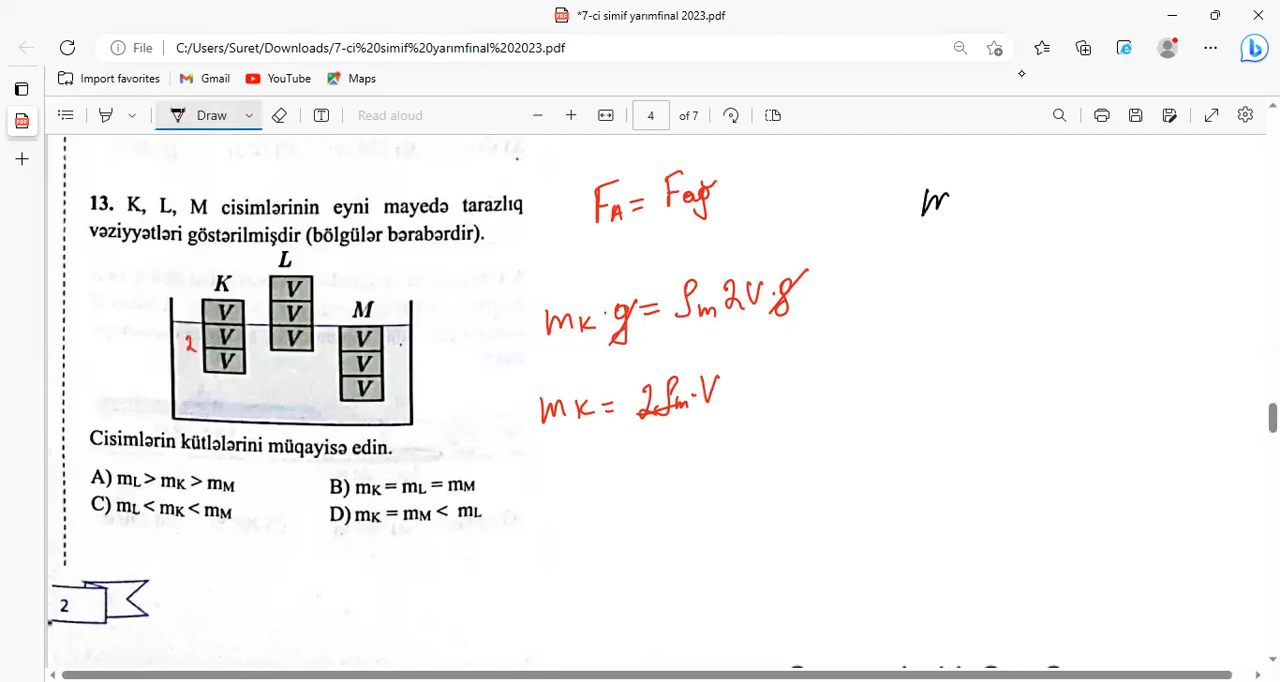 *7-ci simif yarımfinal 2023.pdf
File C:/Users/Suret/Downloads/7-ci%20simif%20yarımfinal%202023.pdf
Import favorites Gmail YouTube Maps
Draw Read aloud 4 of 7
13. K, L, M cisimlərinin eyni mayedə tarazlıq
vəziyyətləri göstərilmişdir (bölgülər bərabərdir).
L
K
V
V
M
V
V
V
V
2
V
V
V
Cisimlərin kütlələrini müqayisə edin.
A) mL > mK > mM B) mK = mL = mM
C) mL < mK < mM D) mK = mM < mL
2
FA = Fağ
mK · g = ρm 2V · g
mK = 2ρm · V
m